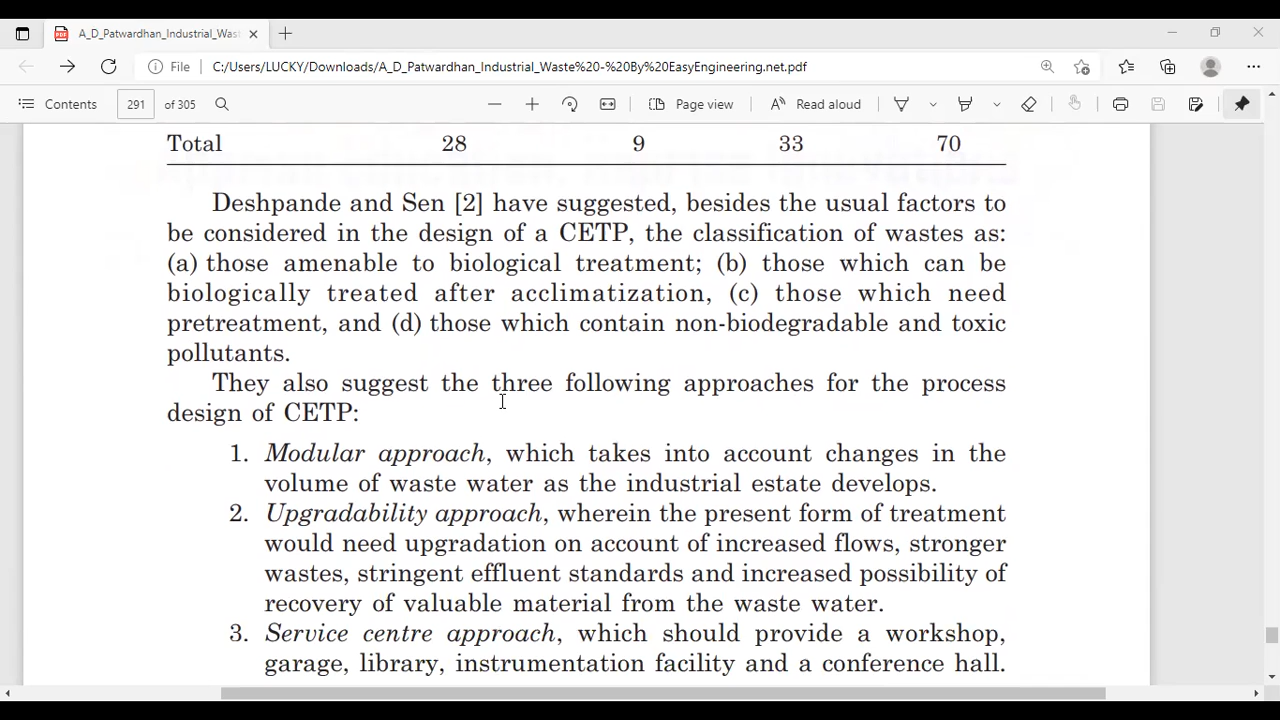 A_D_Patwardhan_Industrial_Wast
File C:/Users/LUCKY/Downloads/A_D_Patwardhan_Industrial_Waste%20-%20By%20EasyEngineering.net.pdf
Contents 291 of 305 Page view Read aloud
Total 28 9 33 70
Deshpande and Sen [2] have suggested, besides the usual factors to
be considered in the design of a CETP, the classification of wastes as:
(a) those amenable to biological treatment; (b) those which can be
biologically treated after acclimatization, (c) those which need
pretreatment, and (d) those which contain non-biodegradable and toxic
pollutants.
They also suggest the three following approaches for the process
design of CETP:
1. Modular approach, which takes into account changes in the
volume of waste water as the industrial estate develops.
2. Upgradability approach, wherein the present form of treatment
would need upgradation on account of increased flows, stronger
wastes, stringent effluent standards and increased possibility of
recovery of valuable material from the waste water.
3. Service centre approach, which should provide a workshop,
garage, library, instrumentation facility and a conference hall.